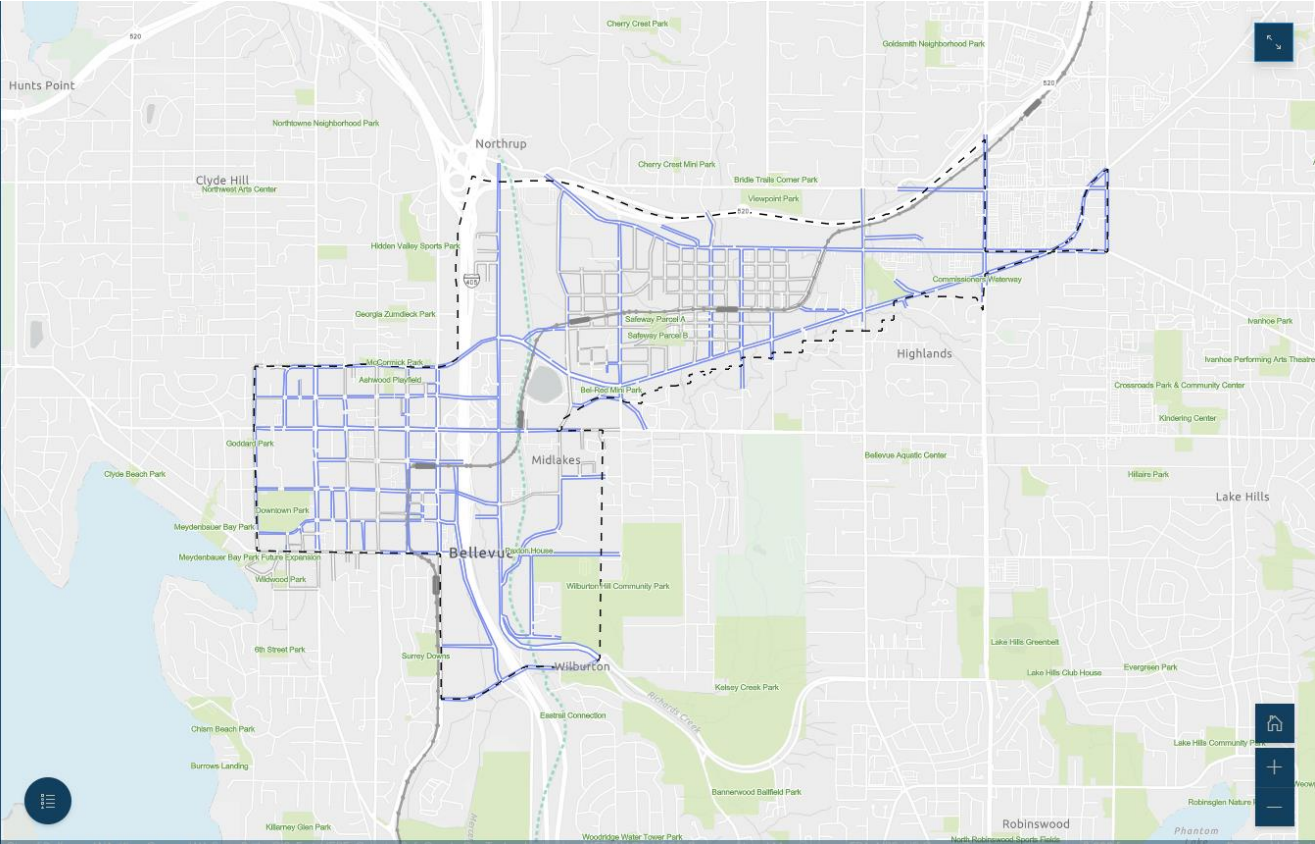 Cherry Crest Park
520
Goldsmith Neighborhood Park
Hunts Point
520
Northtowne Neighborhood Park
Northrup
Cherry Crest Mini Park
Clyde Hill
Northwest Arts Center
Bridle Trails Corner Park
Viewpoint Park
520
Hidden Valley Sports Park
405
Commissioners Waterway
Georgia Zumdieck Park
Safeway Parcel A
Safeway Parcel B
Ivanhoe Park
Highlands
Ivanhoe Performing Arts Theatre
McCormick Park
Ashwood Playfield
Bel-Red Mini Park
Crossroads Park & Community Center
Kindering Center
Goddard Park
Midlakes
Bellevue Aquatic Center
Clyde Beach Park
Hillaire Park
Lake Hills
Downtown Park
Meydenbauer Bay Park
Bellevue
Paxton House
Meydenbauer Bay Park Future Expansion
Wildwood Park
Wilburton Hill Community Park
6th Street Park
Surrey Downs
Lake Hills Greenbelt
Wilburton
Lake Hills Club House
Evergreen Park
Kelsey Creek Park
Richards Creek
Eastrail Connection
Chism Beach Park
Lake Hills Community Park
Burrows Landing
Bannerwood Ballfield Park
Robinsglen Nature
Killarney Glen Park
Robinswood
Phantom
Woodridge Water Tower Park
North Robinswood Sports Fields